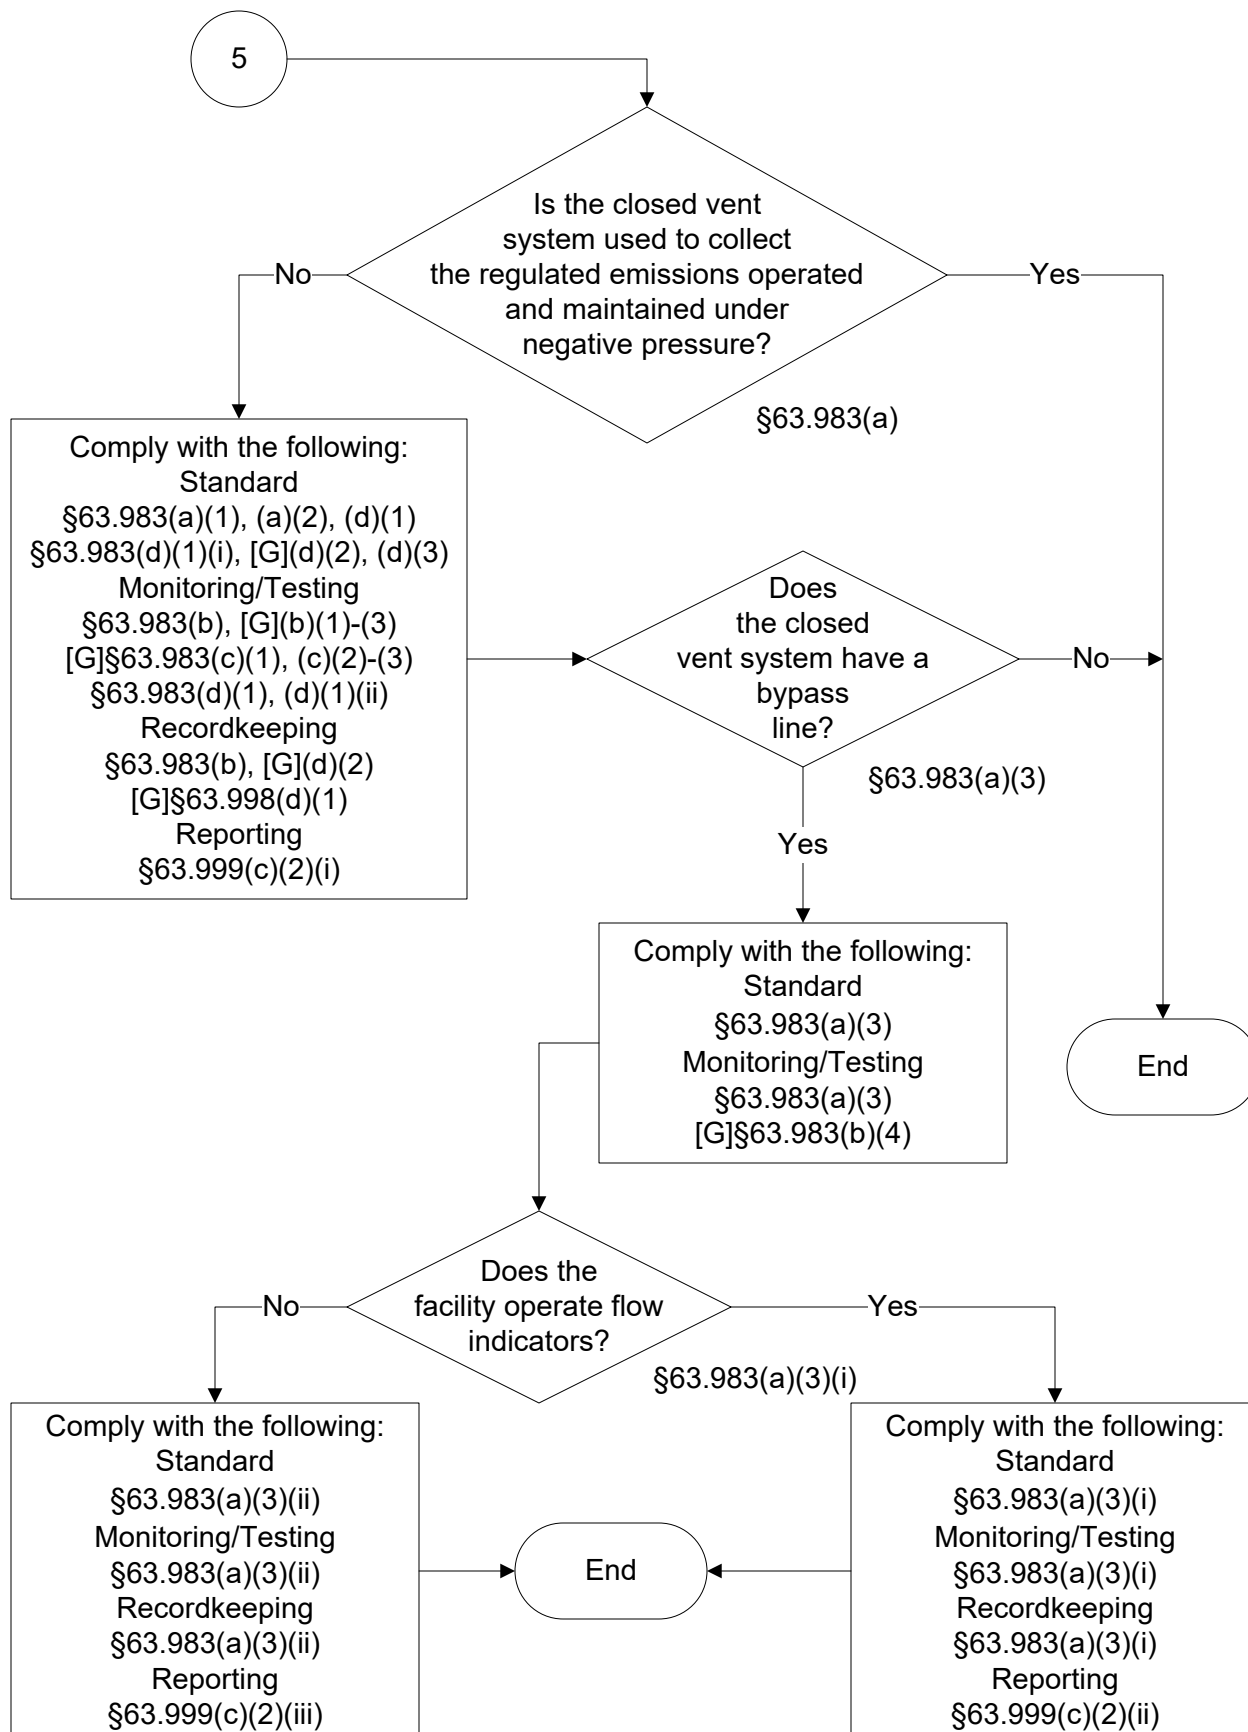 5
Is the closed vent
system used to collect
the regulated emissions operated
and maintained under
negative pressure?
No
Yes
§63.983(a)
Comply with the following:
Standard
§63.983(a)(1), (a)(2), (d)(1)
§63.983(d)(1)(i), [G](d)(2), (d)(3)
Monitoring/Testing
§63.983(b), [G](b)(1)-(3)
[G]§63.983(c)(1), (c)(2)-(3)
§63.983(d)(1), (d)(1)(ii)
Recordkeeping
§63.983(b), [G](d)(2)
[G]§63.998(d)(1)
Reporting
§63.999(c)(2)(i)
Does
the closed
vent system have a
bypass
line?
No
§63.983(a)(3)
Yes
Comply with the following:
Standard
§63.983(a)(3)
Monitoring/Testing
§63.983(a)(3)
[G]§63.983(b)(4)
End
Does the
facility operate flow
indicators?
No
Yes
§63.983(a)(3)(i)
Comply with the following:
Standard
§63.983(a)(3)(ii)
Monitoring/Testing
§63.983(a)(3)(ii)
Recordkeeping
§63.983(a)(3)(ii)
Reporting
§63.999(c)(2)(iii)
End
Comply with the following:
Standard
§63.983(a)(3)(i)
Monitoring/Testing
§63.983(a)(3)(i)
Recordkeeping
§63.983(a)(3)(i)
Reporting
§63.999(c)(2)(ii)